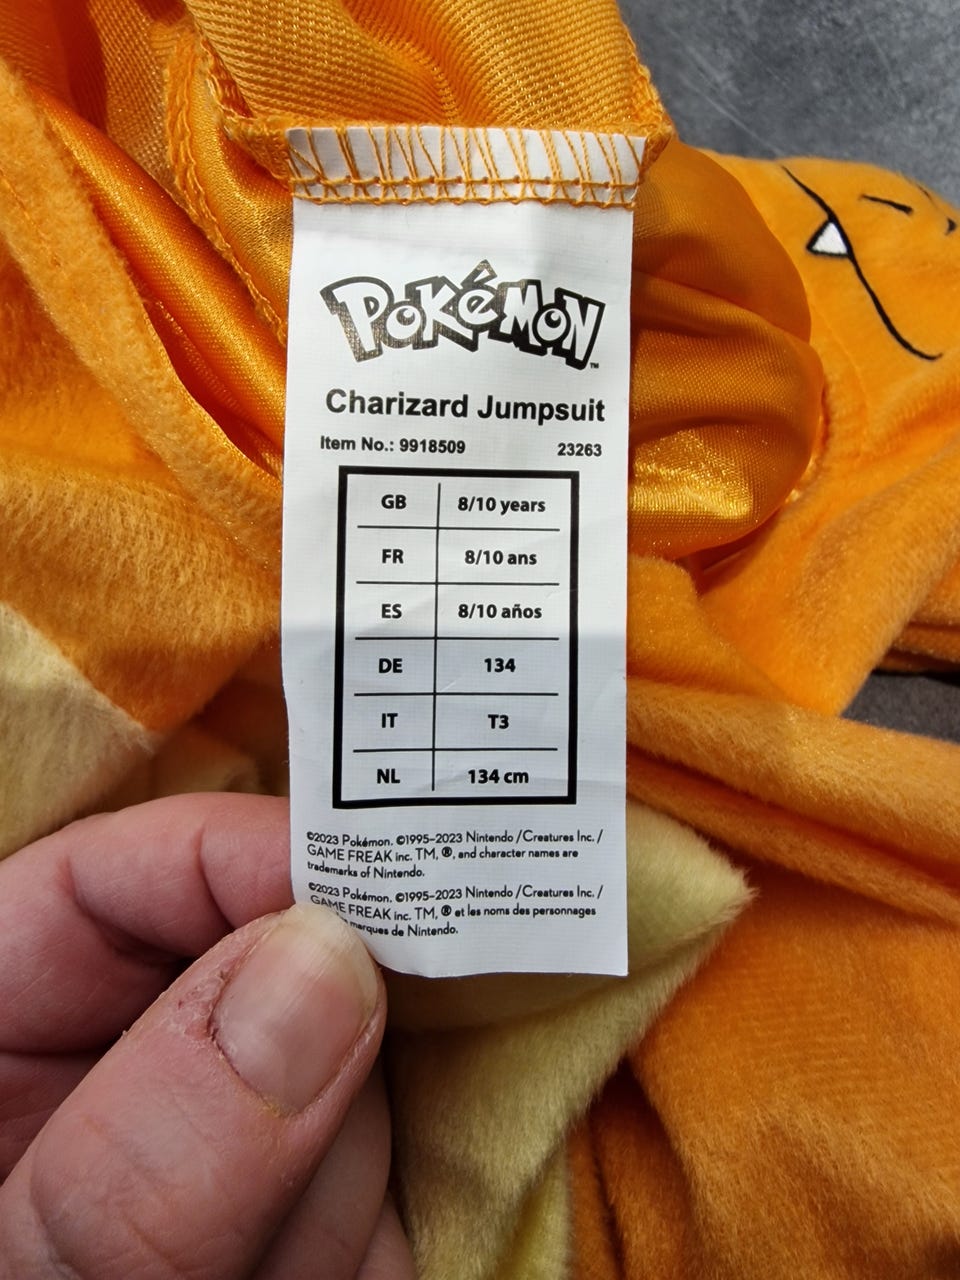 POKéMON™
Charizard Jumpsuit
Item No.: 9918509 23263
GB 8/10 years
FR 8/10 ans
ES 8/10 años
DE 134
IT T3
NL 134 cm
©2023 Pokémon. ©1995–2023 Nintendo /Creatures Inc. /
GAME FREAK inc. TM, ®, and character names are
trademarks of Nintendo.
©2023 Pokémon. ©1995–2023 Nintendo /Creatures Inc. /
GAME FREAK inc. TM, ® et les noms des personnages
marques de Nintendo.